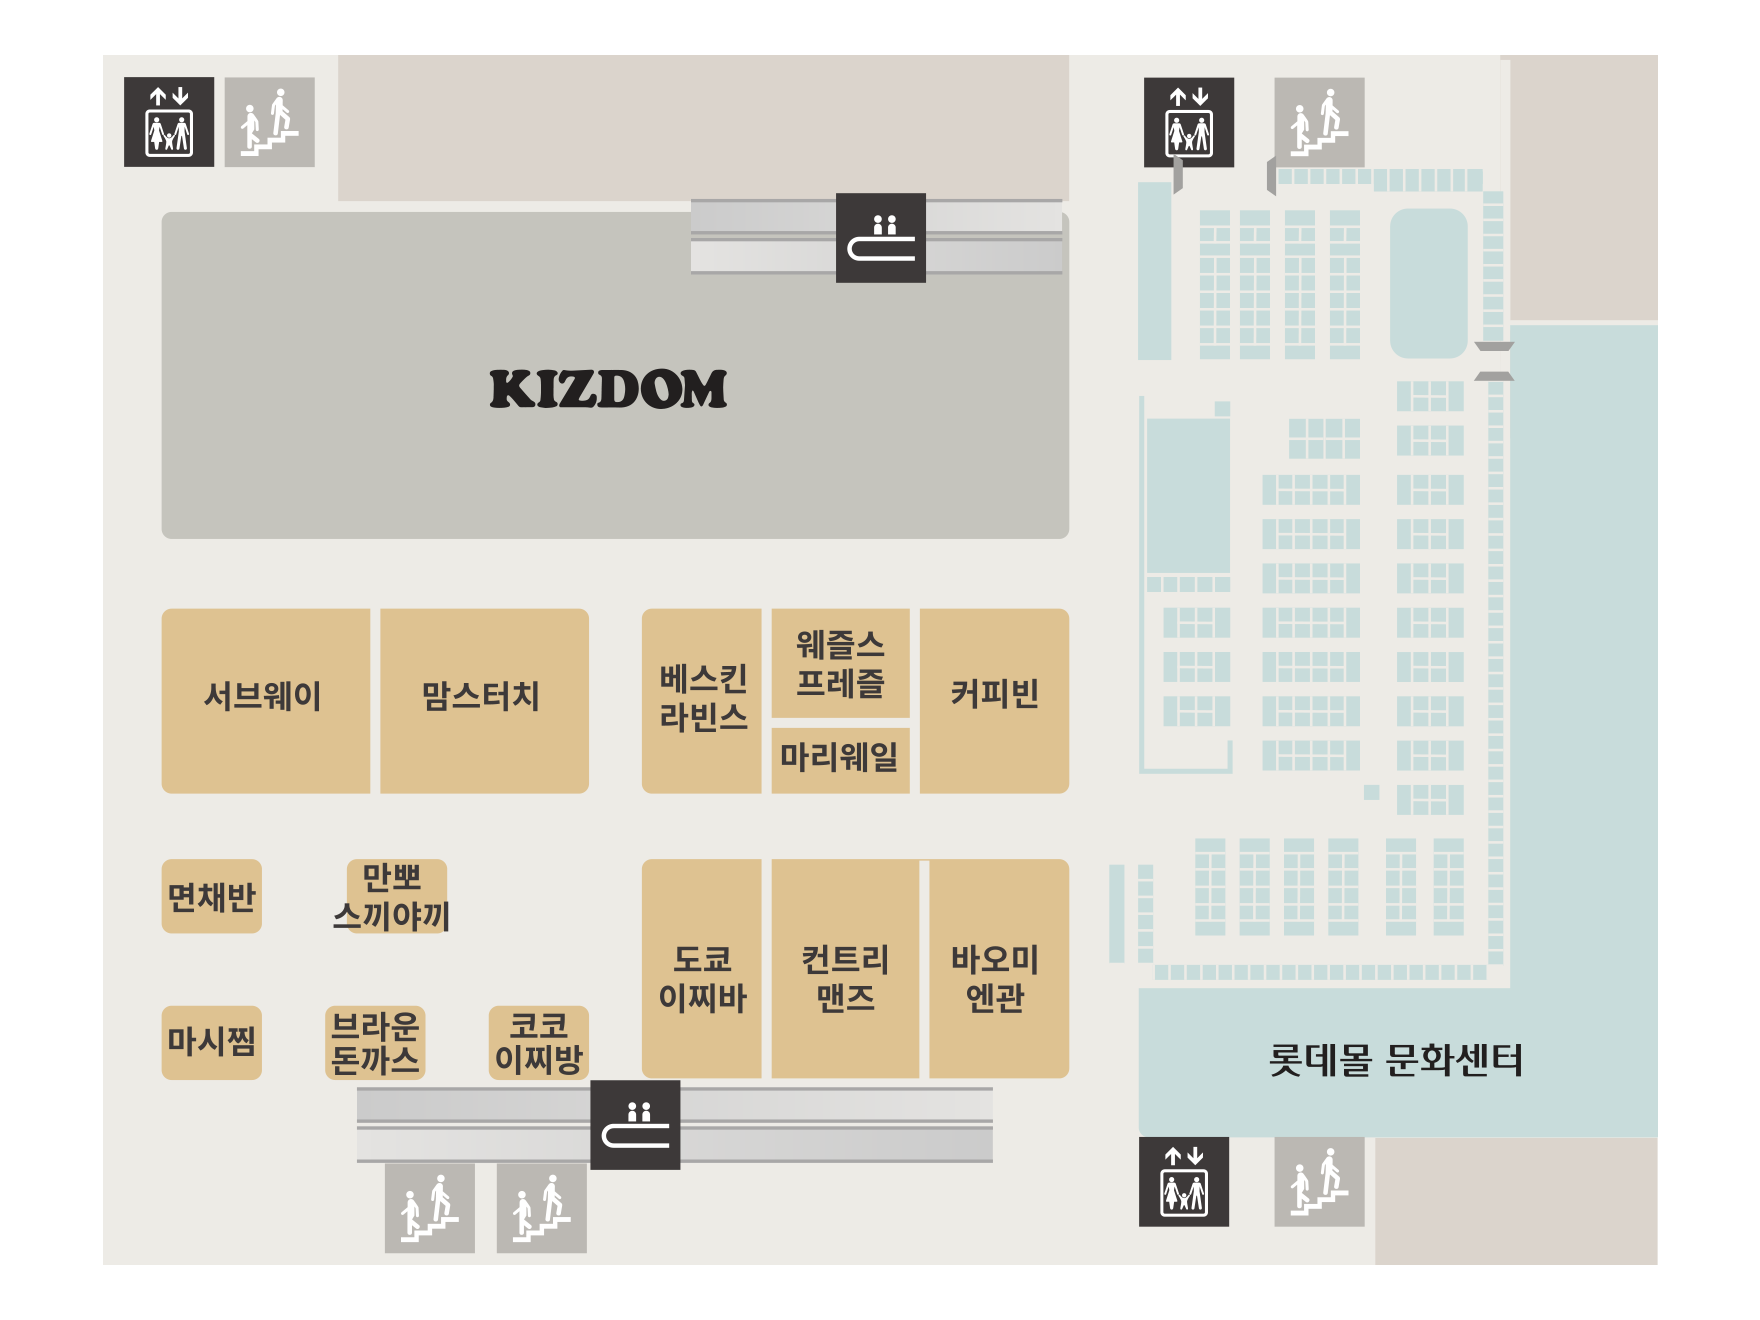 KIZDOM
서브웨이
맘스터치
베스킨
라빈스
웨즐스
프레즐
마리웨일
커피빈
면채반
만뽀
스끼야끼
도쿄
이찌바
컨트리
맨즈
바오미
엔관
마시찜
브라운
돈까스
코코
이찌방
롯데몰 문화센터